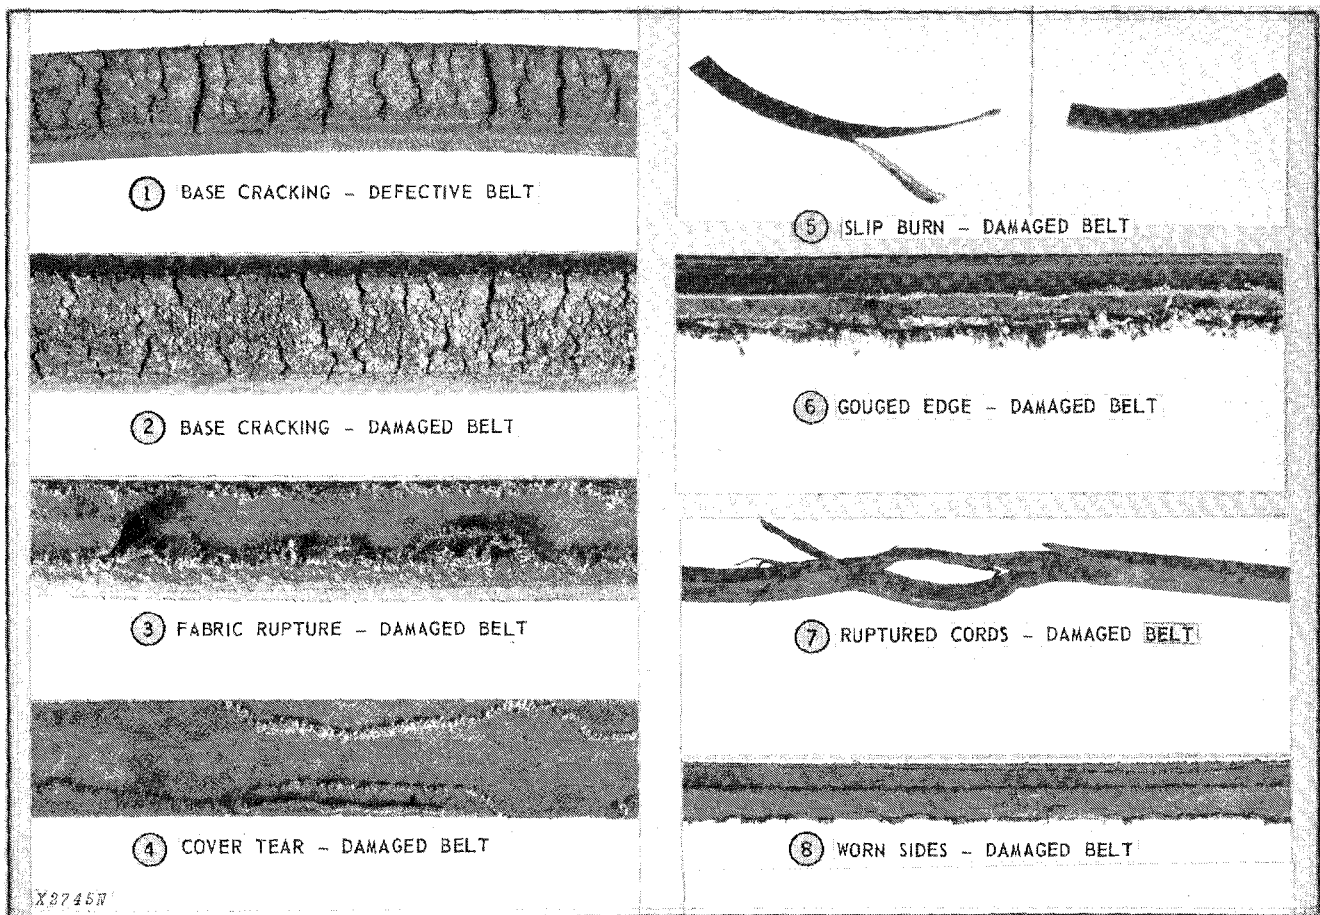 1 BASE CRACKING - DEFECTIVE BELT
2 BASE CRACKING - DAMAGED BELT
3 FABRIC RUPTURE - DAMAGED BELT
4 COVER TEAR - DAMAGED BELT
X2745N
5 SLIP BURN - DAMAGED BELT
6 GOUGED EDGE - DAMAGED BELT
7 RUPTURED CORDS - DAMAGED BELT
8 WORN SIDES - DAMAGED BELT